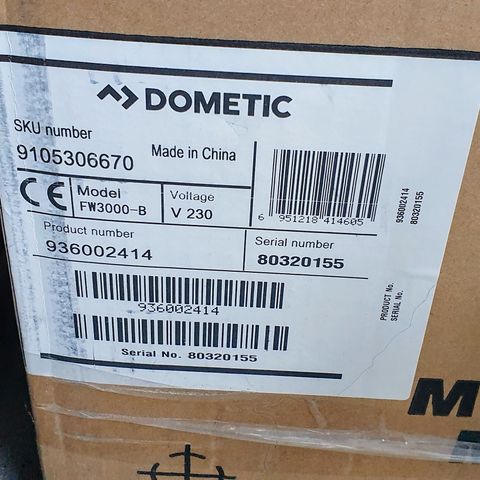 DOMETIC
SKU number
9105306670 Made in China
CE Model Voltage
FW3000-B V 230
6 951218 414605
Product number Serial number
936002414 80320155
936002414
Serial No. 80320155
PRODUCT No. 936002414
SERIAL No. 80320155
M